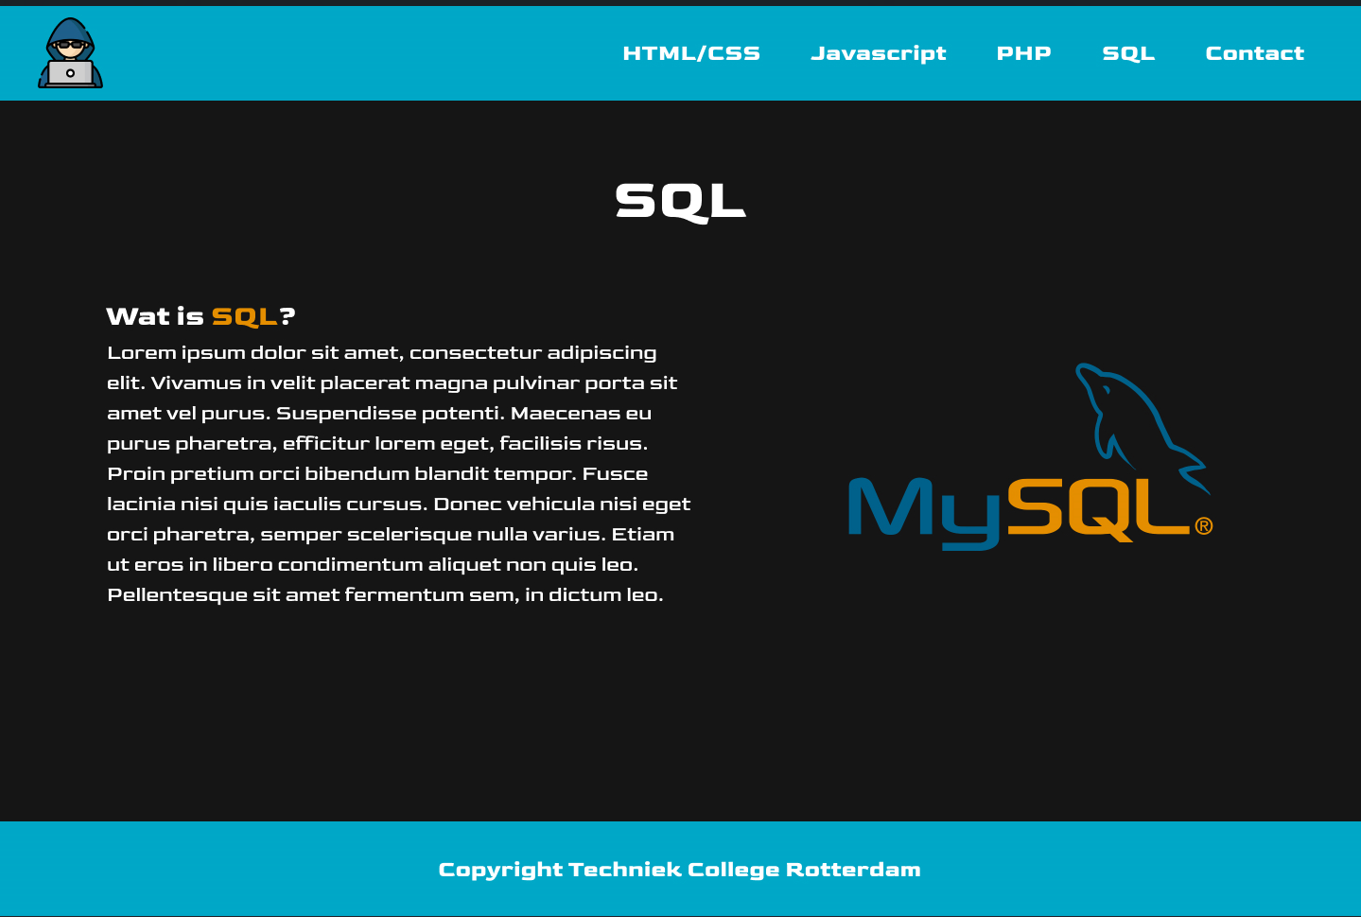 HTML/CSS Javascript PHP SQL Contact
SQL
Wat is SQL?
Lorem ipsum dolor sit amet, consectetur adipiscing
elit. Vivamus in velit placerat magna pulvinar porta sit
amet vel purus. Suspendisse potenti. Maecenas eu
purus pharetra, efficitur lorem eget, facilisis risus.
Proin pretium orci bibendum blandit tempor. Fusce
lacinia nisi quis iaculis cursus. Donec vehicula nisi eget
orci pharetra, semper scelerisque nulla varius. Etiam
ut eros in libero condimentum aliquet non quis leo.
Pellentesque sit amet fermentum sem, in dictum leo.
MySQL®
Copyright Techniek College Rotterdam